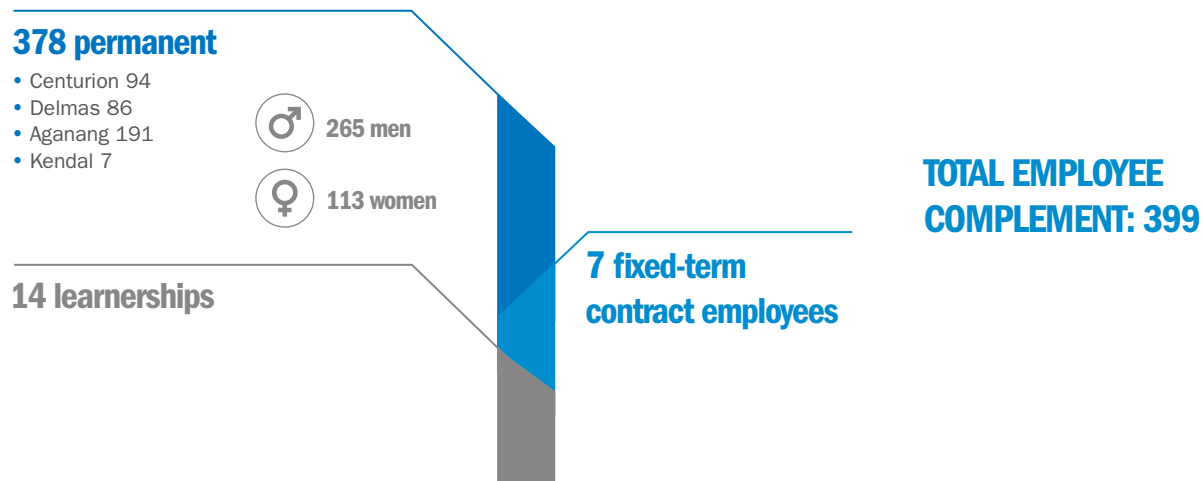 378 permanent
• Centurion 94
• Delmas 86
• Aganang 191
• Kendal 7
265 men
113 women
14 learnerships
7 fixed-term
contract employees
TOTAL EMPLOYEE
COMPLEMENT: 399